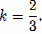 k = 2/3.